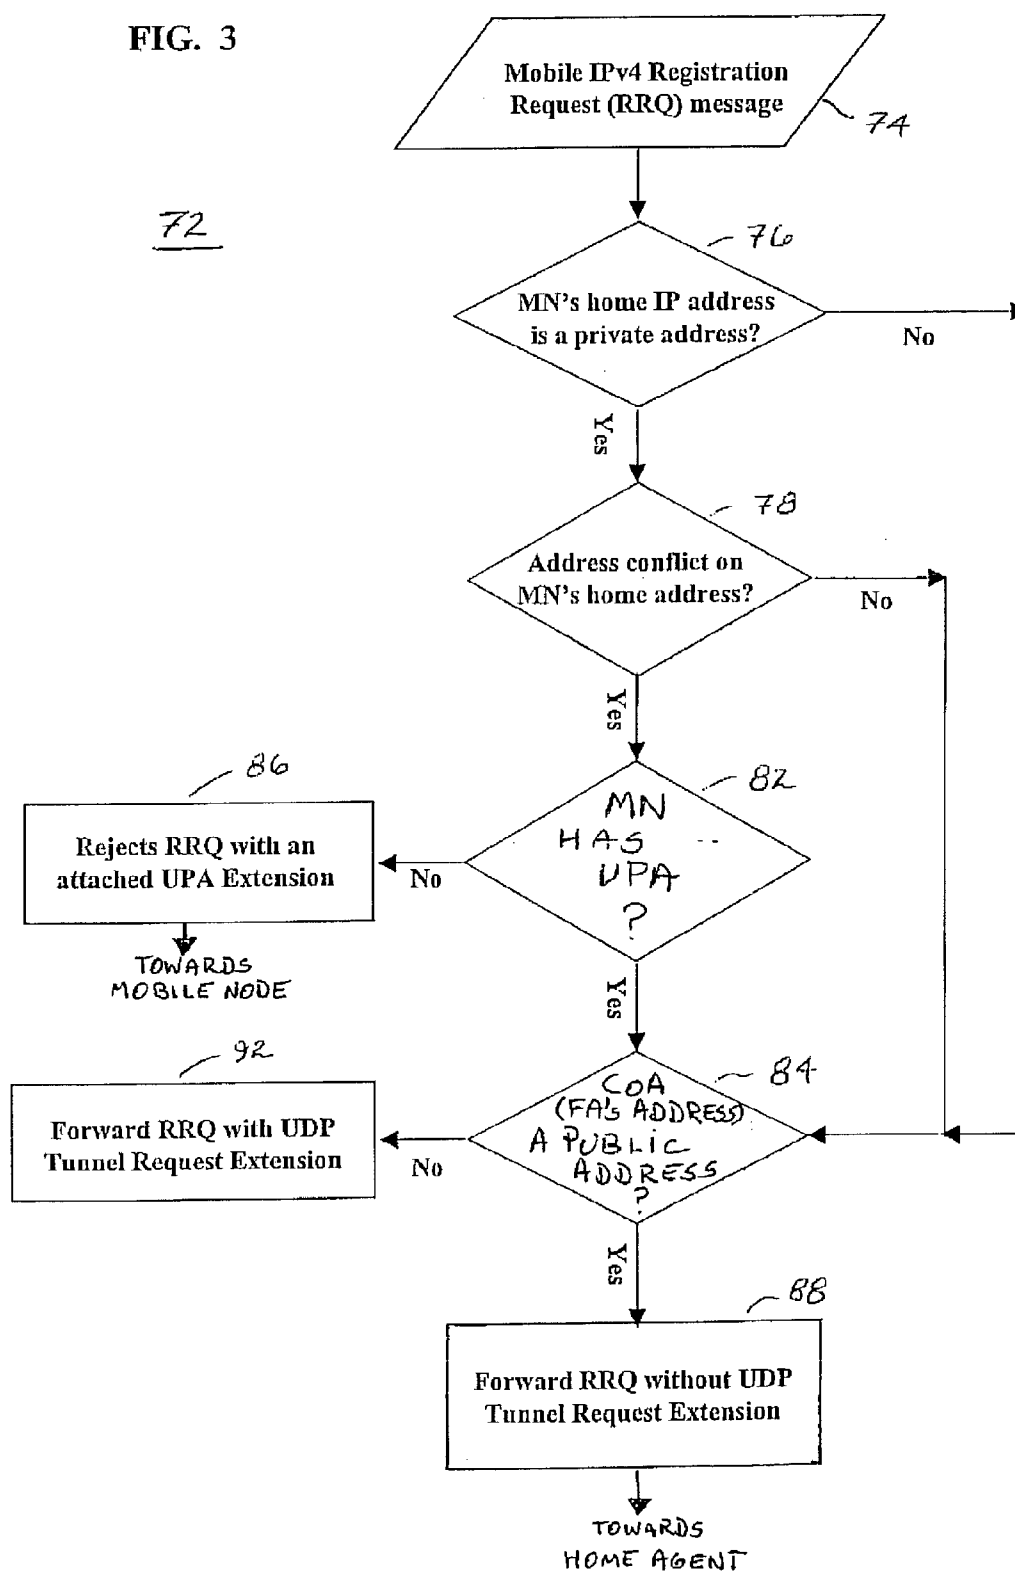 FIG. 3
Mobile IPv4 Registration
Request (RRQ) message
74
72
76
MN's home IP address
is a private address?
No
Yes
78
Address conflict on
MN's home address?
No
Yes
86
82
Rejects RRQ with an
attached UPA Extension
No
MN
HAS
UPA
?
TOWARDS
MOBILE NODE
Yes
92
84
Forward RRQ with UDP
Tunnel Request Extension
No
COA
(FA'S ADDRESS)
A PUBLIC
ADDRESS
?
Yes
88
Forward RRQ without UDP
Tunnel Request Extension
TOWARDS
HOME AGENT